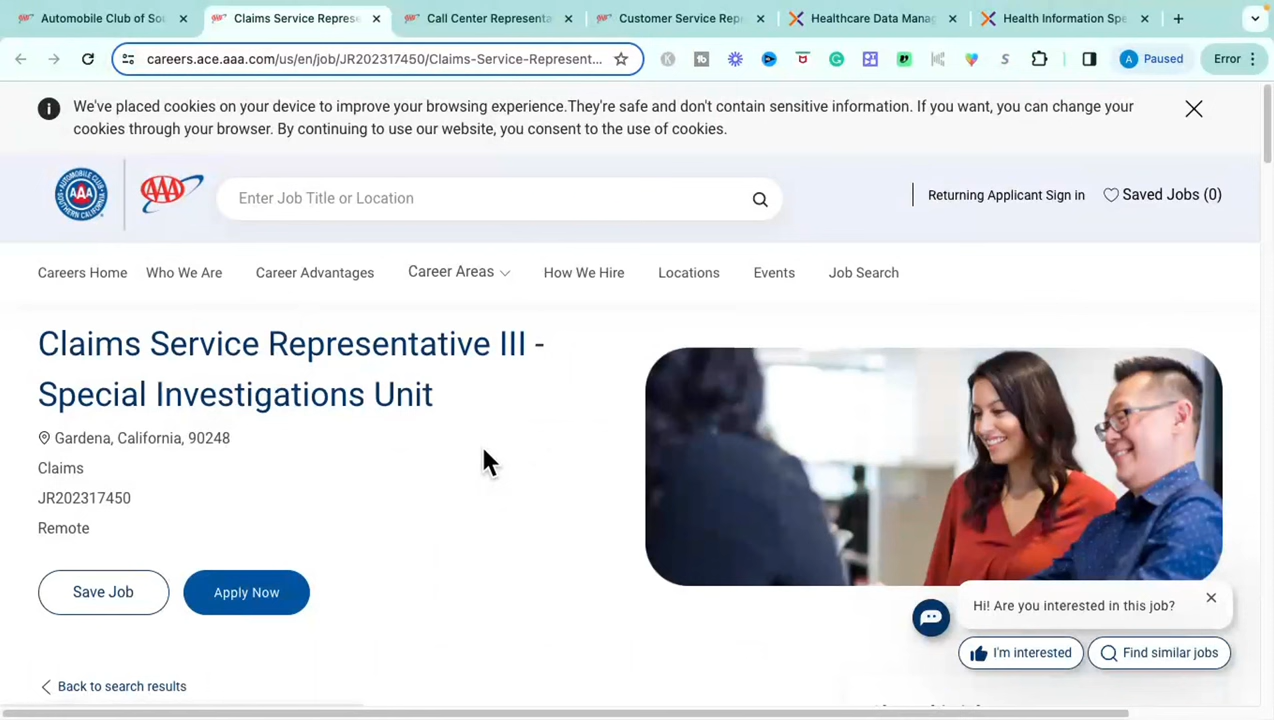 Automobile Club of Sou
Claims Service Represe
Call Center Representa
Customer Service Repr
Healthcare Data Manag
Health Information Spe
careers.ace.aaa.com/us/en/job/JR202317450/Claims-Service-Represent...
Paused
Error
We've placed cookies on your device to improve your browsing experience.They're safe and don't contain sensitive information. If you want, you can change your
cookies through your browser. By continuing to use our website, you consent to the use of cookies.
AUTOMOBILE CLUB
AAA
SOUTHERN CALIFORNIA
AAA
Enter Job Title or Location
Returning Applicant Sign in
Saved Jobs (0)
Careers Home
Who We Are
Career Advantages
Career Areas
How We Hire
Locations
Events
Job Search
Claims Service Representative III -
Special Investigations Unit
Gardena, California, 90248
Claims
JR202317450
Remote
Save Job
Apply Now
Hi! Are you interested in this job?
I'm interested
Find similar jobs
Back to search results